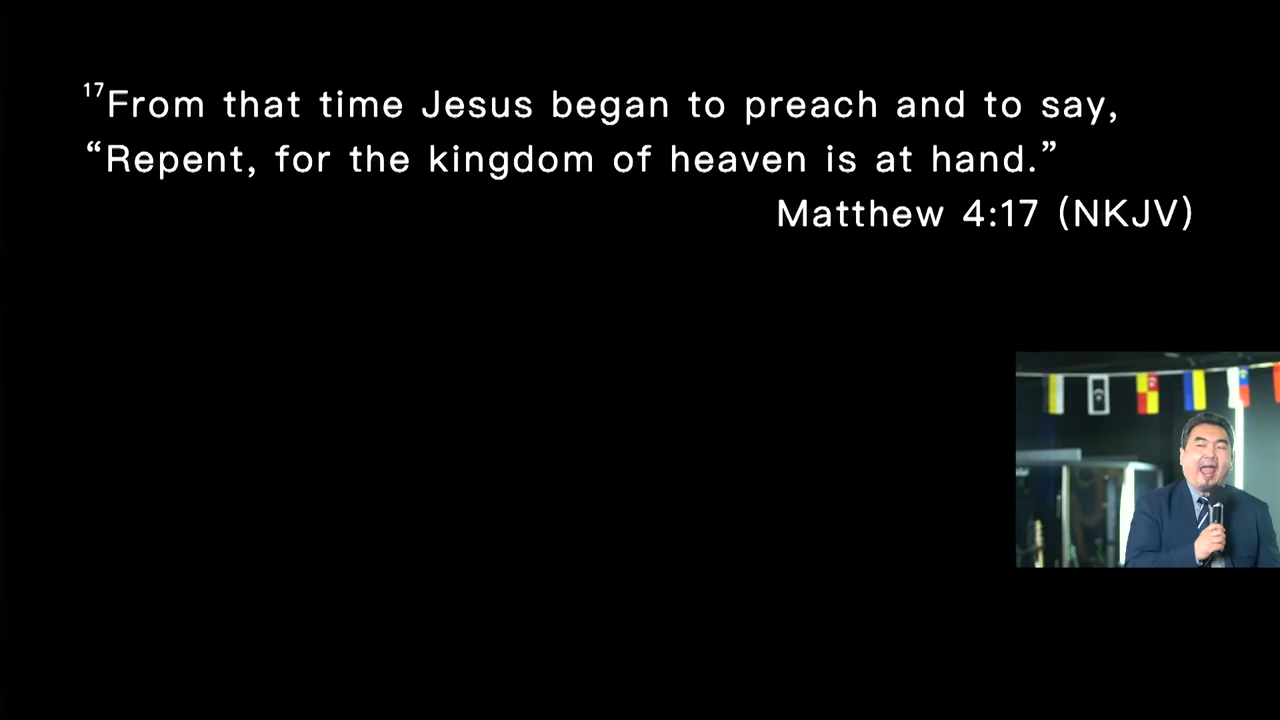 ¹⁷From that time Jesus began to preach and to say,
“Repent, for the kingdom of heaven is at hand.”
Matthew 4:17 (NKJV)